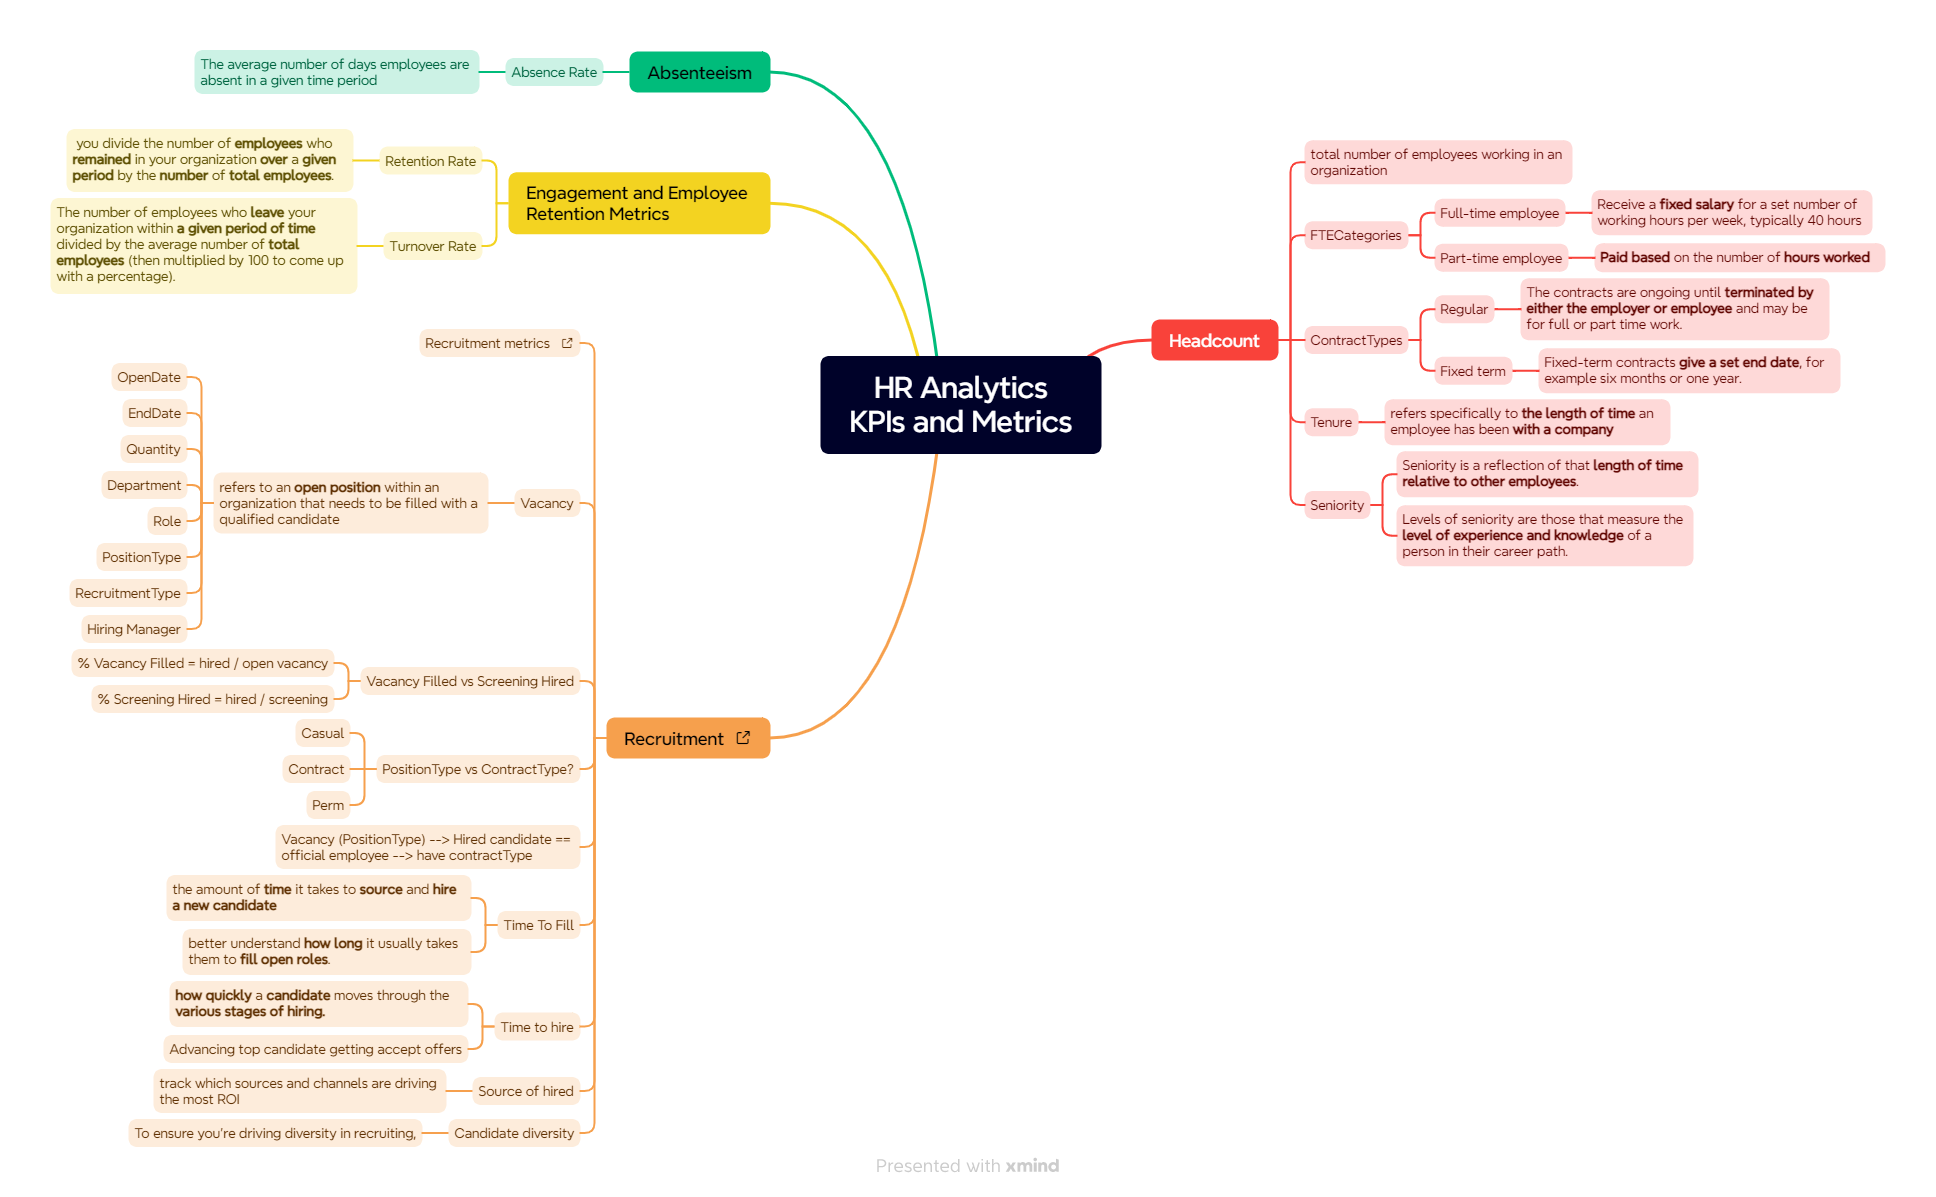 HR Analytics
KPIs and Metrics
Absenteeism
Absence Rate
The average number of days employees are
absent in a given time period
Engagement and Employee
Retention Metrics
Retention Rate
you divide the number of employees who
remained in your organization over a given
period by the number of total employees.
Turnover Rate
The number of employees who leave your
organization within a given period of time
divided by the average number of total
employees (then multiplied by 100 to come up
with a percentage).
Recruitment
Recruitment metrics
Vacancy
refers to an open position within an
organization that needs to be filled with a
qualified candidate
OpenDate
EndDate
Quantity
Department
Role
PositionType
RecruitmentType
Hiring Manager
Vacancy Filled vs Screening Hired
% Vacancy Filled = hired / open vacancy
% Screening Hired = hired / screening
PositionType vs ContractType?
Casual
Contract
Perm
Vacancy (PositionType) --> Hired candidate ==
official employee --> have contractType
Time To Fill
the amount of time it takes to source and hire
a new candidate
better understand how long it usually takes
them to fill open roles.
Time to hire
how quickly a candidate moves through the
various stages of hiring.
Advancing top candidate getting accept offers
Source of hired
track which sources and channels are driving
the most ROI
Candidate diversity
To ensure you're driving diversity in recruiting,
Headcount
total number of employees working in an
organization
FTECategories
Full-time employee
Receive a fixed salary for a set number of
working hours per week, typically 40 hours
Part-time employee
Paid based on the number of hours worked
ContractTypes
Regular
The contracts are ongoing until terminated by
either the employer or employee and may be
for full or part time work.
Fixed term
Fixed-term contracts give a set end date, for
example six months or one year.
Tenure
refers specifically to the length of time an
employee has been with a company
Seniority
Seniority is a reflection of that length of time
relative to other employees.
Levels of seniority are those that measure the
level of experience and knowledge of a
person in their career path.
Presented with xmind